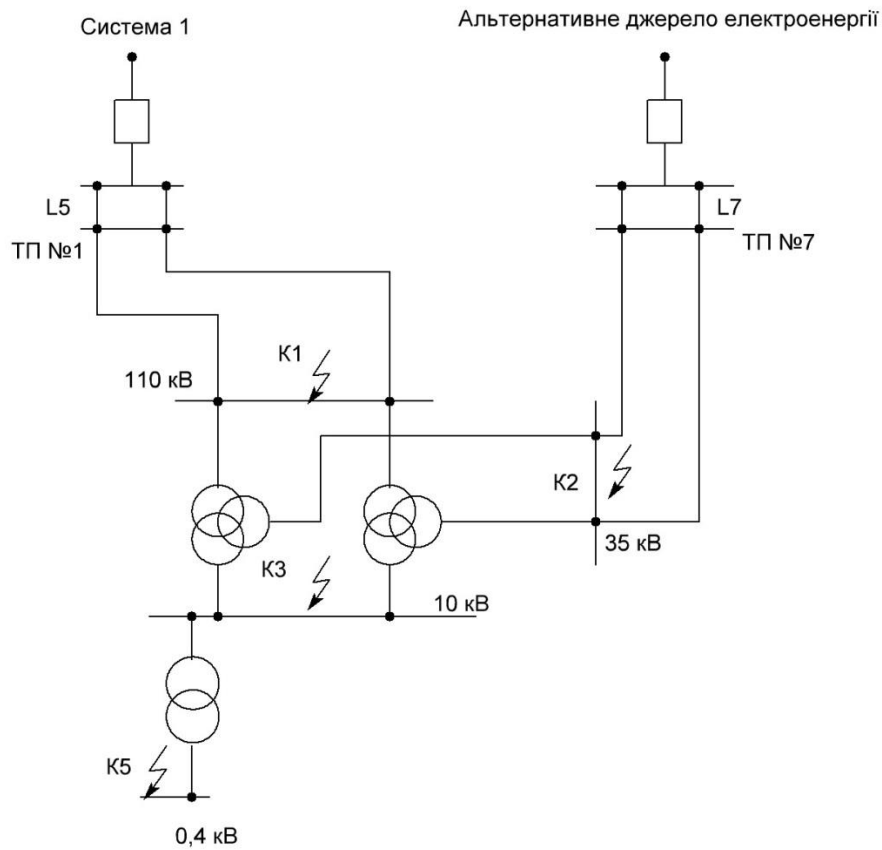 Система 1
Альтернативне джерело електроенергії
L5
L7
ТП №1
ТП №7
К1
110 кВ
К2
35 кВ
К3
10 кВ
К5
0,4 кВ